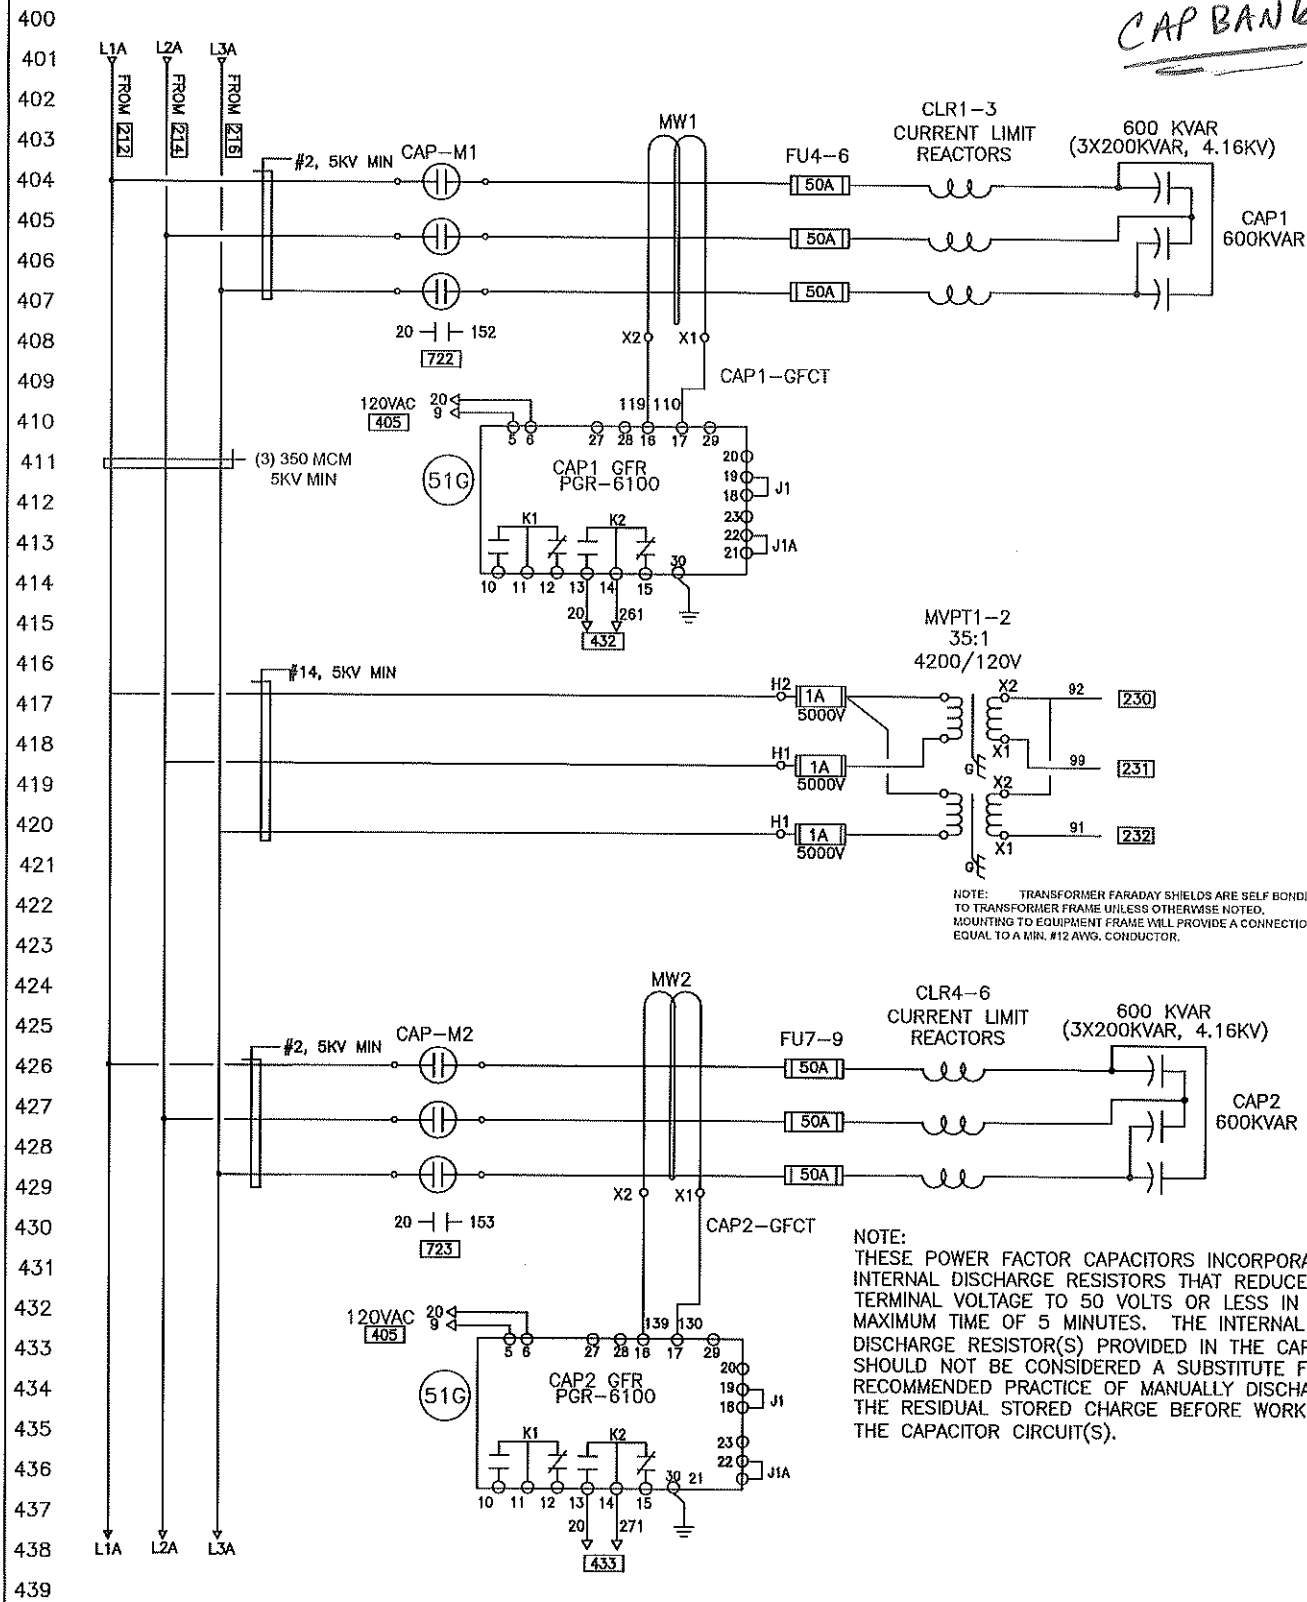 CAP BANK
400
401
402
403
404
405
406
407
408
409
410
411
412
413
414
415
416
417
418
419
420
421
422
423
424
425
426
427
428
429
430
431
432
433
434
435
436
437
438
439
L1A L2A L3A
FROM 212
FROM 214
FROM 216
#2, 5KV MIN
CAP-M1
MW1
FU4-6
CLR1-3
CURRENT LIMIT
REACTORS
600 KVAR
(3X200KVAR, 4.16KV)
50A
50A
50A
CAP1
600KVAR
20 152
722
X2 X1
CAP1-GFCT
119 110
120VAC 20
405 9
5 6 27 28 16 17 29
(3) 350 MCM
5KV MIN
51G
CAP1 GFR
PGR-6100
20
19
18
J1
23
22
21
J1A
K1 K2
10 11 12 13 14 15 30
20 261
432
#14, 5KV MIN
MVPT1-2
35:1
4200/120V
H2 1A
5000V
X2 92 230
H1 1A
5000V
X1 99 231
G
X2
H1 1A
5000V
X1 91 232
G
NOTE: TRANSFORMER FARADAY SHIELDS ARE SELF BONDE
TO TRANSFORMER FRAME UNLESS OTHERWISE NOTED.
MOUNTING TO EQUIPMENT FRAME WILL PROVIDE A CONNECTIO
EQUAL TO A MIN. #12 AWG. CONDUCTOR.
#2, 5KV MIN
CAP-M2
MW2
FU7-9
CLR4-6
CURRENT LIMIT
REACTORS
600 KVAR
(3X200KVAR, 4.16KV)
50A
50A
50A
CAP2
600KVAR
20 153
723
X2 X1
CAP2-GFCT
139 130
120VAC 20
405 9
5 6 27 28 16 17 29
51G
CAP2 GFR
PGR-6100
20
19
18
J1
23
22
J1A
K1 K2
10 11 12 13 14 15 30 21
20 271
433
L1A L2A L3A
NOTE:
THESE POWER FACTOR CAPACITORS INCORPORA
INTERNAL DISCHARGE RESISTORS THAT REDUCE
TERMINAL VOLTAGE TO 50 VOLTS OR LESS IN
MAXIMUM TIME OF 5 MINUTES. THE INTERNAL
DISCHARGE RESISTOR(S) PROVIDED IN THE CAP
SHOULD NOT BE CONSIDERED A SUBSTITUTE F
RECOMMENDED PRACTICE OF MANUALLY DISCHA
THE RESIDUAL STORED CHARGE BEFORE WORK
THE CAPACITOR CIRCUIT(S).